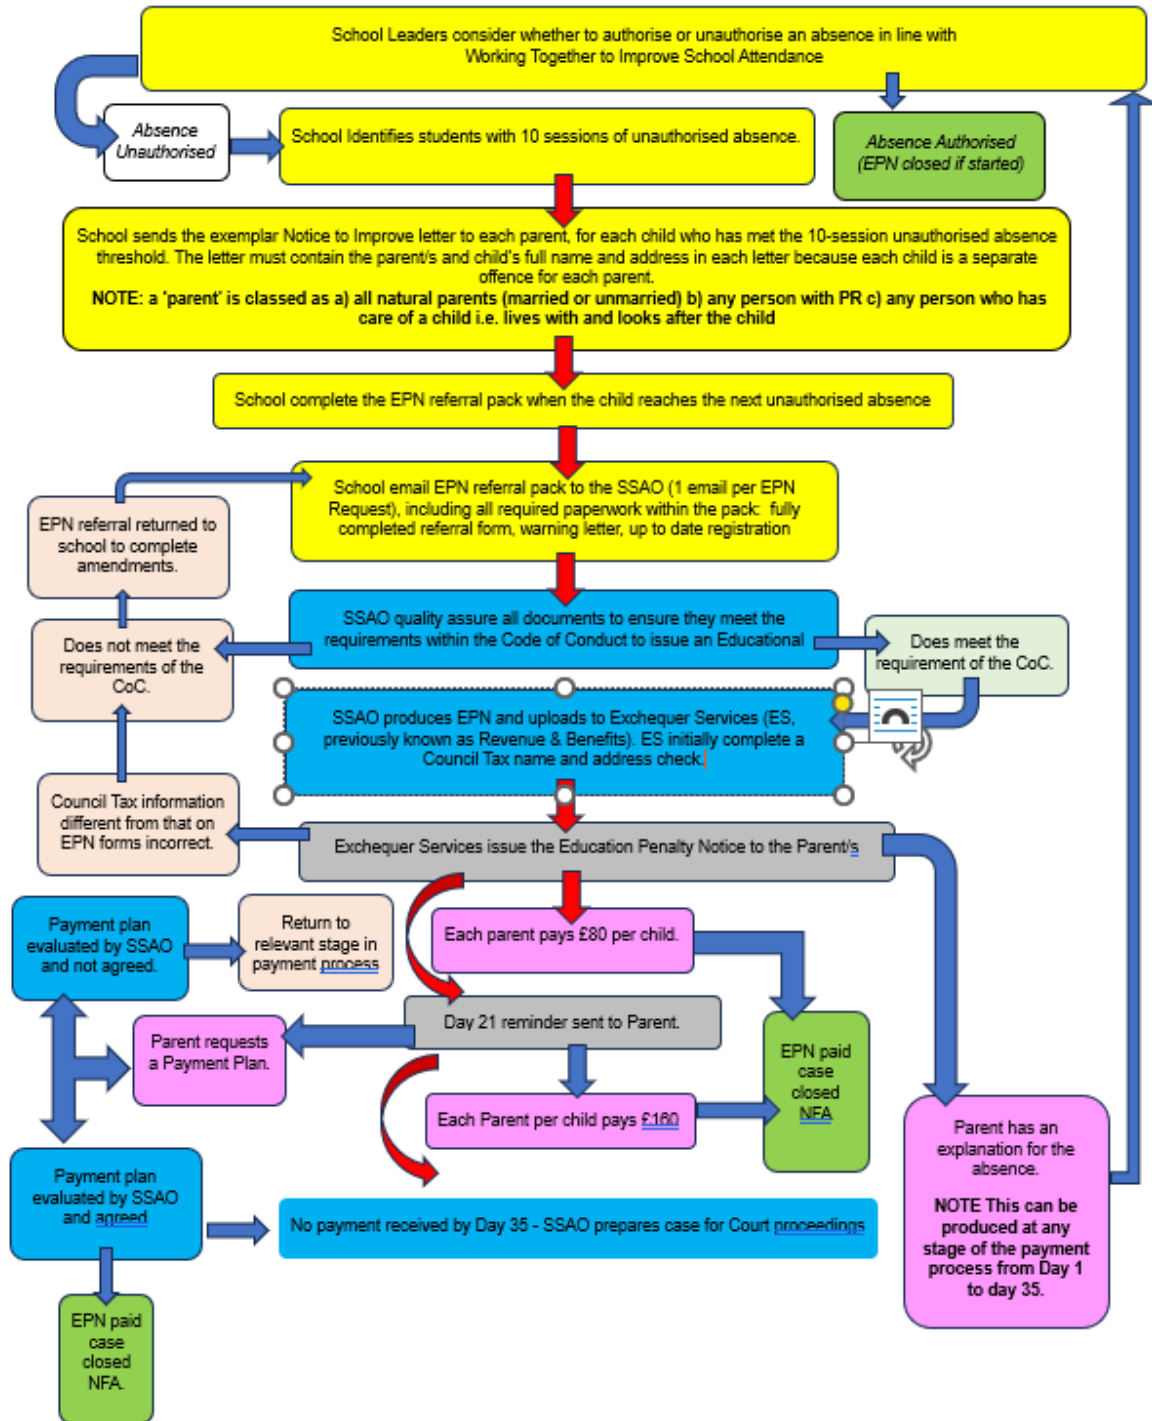 School Leaders consider whether to authorise or unauthorise an absence in line with
Working Together to Improve School Attendance
Absence
Unauthorised
School Identifies students with 10 sessions of unauthorised absence.
Absence Authorised
(EPN closed if started)
School sends the exemplar Notice to Improve letter to each parent, for each child who has met the 10-session unauthorised absence
threshold. The letter must contain the parent/s and child's full name and address in each letter because each child is a separate
offence for each parent.
NOTE: a 'parent' is classed as a) all natural parents (married or unmarried) b) any person with PR c) any person who has
care of a child i.e. lives with and looks after the child
School complete the EPN referral pack when the child reaches the next unauthorised absence
School email EPN referral pack to the SSAO (1 email per EPN
Request), including all required paperwork within the pack: fully
completed referral form, warning letter, up to date registration
EPN referral returned to
school to complete
amendments.
SSAO quality assure all documents to ensure they meet the
requirements within the Code of Conduct to issue an Educational
Does not meet the
requirements of the
CoC.
Does meet the
requirement of the CoC.
SSAO produces EPN and uploads to Exchequer Services (ES,
previously known as Revenue & Benefits). ES initially complete a
Council Tax name and address check.
Council Tax information
different from that on
EPN forms incorrect.
Exchequer Services issue the Education Penalty Notice to the Parent/s
Payment plan
evaluated by SSAO
and not agreed.
Return to
relevant stage in
payment process
Each parent pays £80 per child.
Day 21 reminder sent to Parent.
Parent requests
a Payment Plan.
EPN paid
case
closed
NFA
Each Parent per child pays £160
Parent has an
explanation for the
absence.
NOTE This can be
produced at any
stage of the payment
process from Day 1
to day 35.
Payment plan
evaluated by SSAO
and agreed
No payment received by Day 35 - SSAO prepares case for Court proceedings
EPN paid
case
closed
NFA.